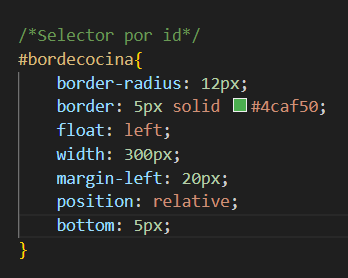 /*Selector por id*/
#bordecocina{
border-radius: 12px;
border: 5px solid #4caf50;
float: left;
width: 300px;
margin-left: 20px;
position: relative;
bottom: 5px;
}